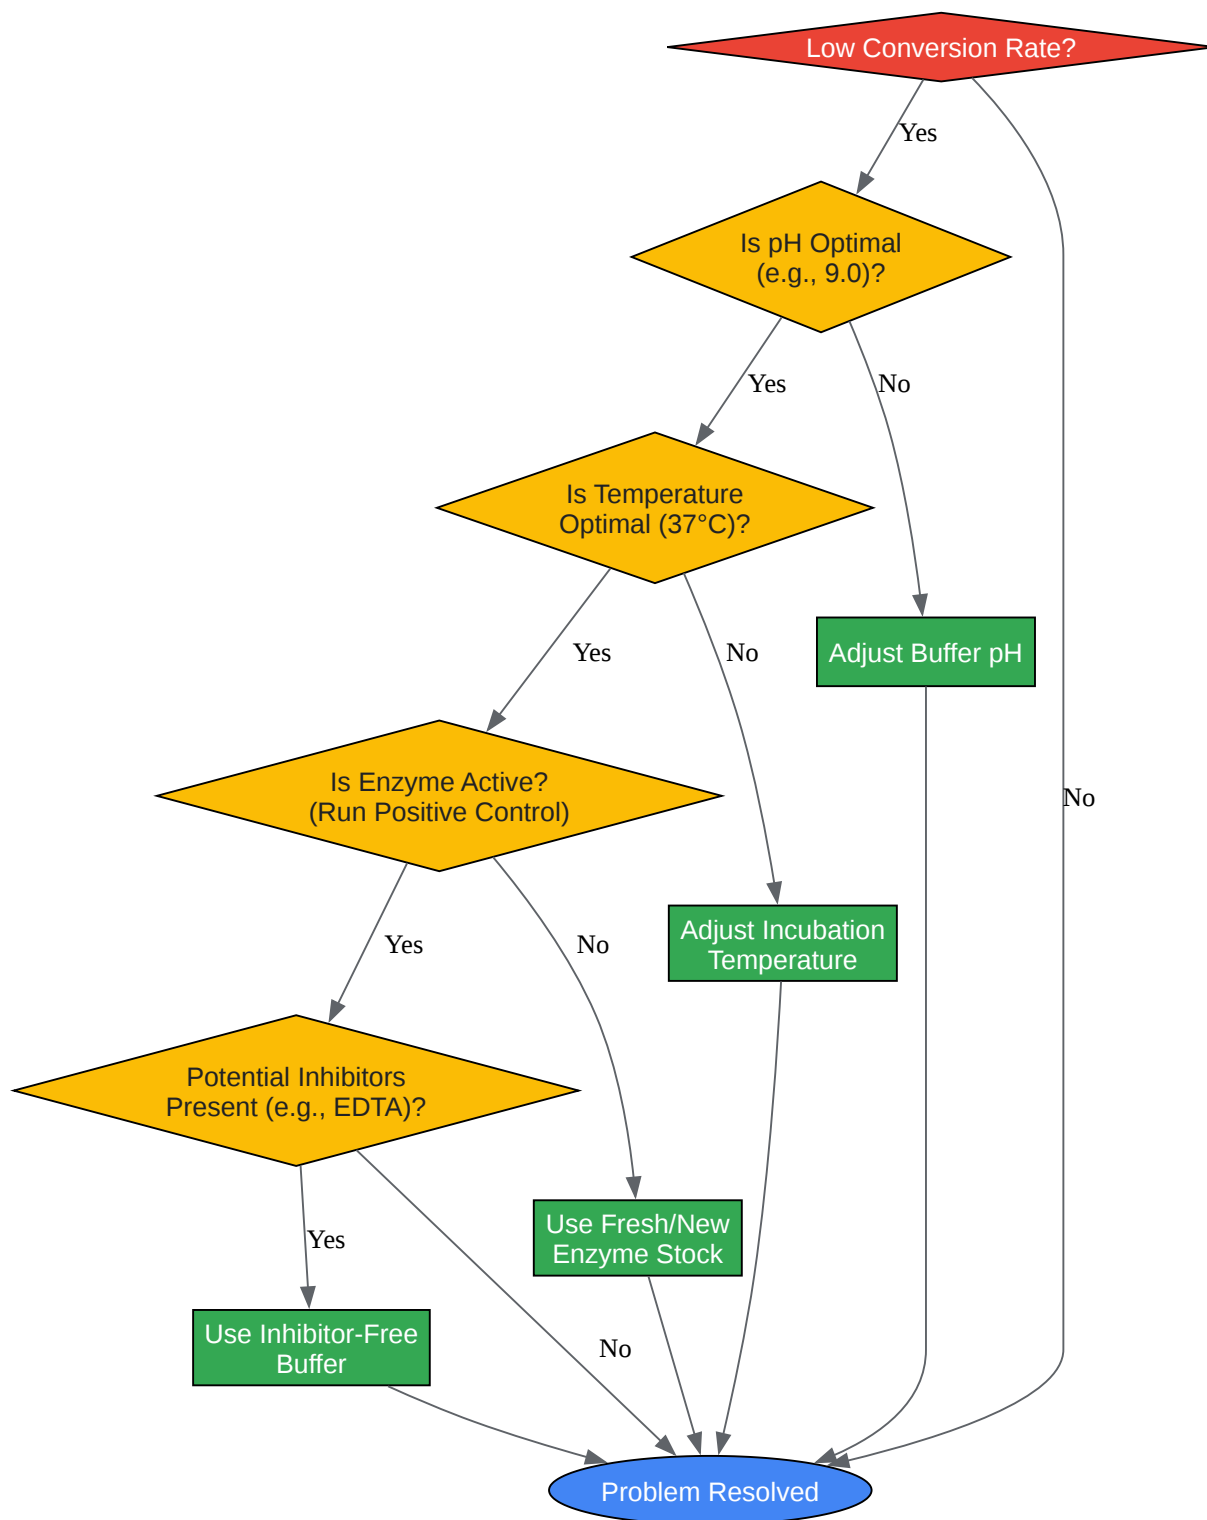 Low Conversion Rate?
Yes
Is pH Optimal
(e.g., 9.0)?
Yes
No
Is Temperature
Optimal (37°C)?
Yes
No
Adjust Buffer pH
Is Enzyme Active?
(Run Positive Control)
No
Yes
No
Adjust Incubation
Temperature
Potential Inhibitors
Present (e.g., EDTA)?
Yes
Use Fresh/New
Enzyme Stock
Use Inhibitor-Free
Buffer
No
Problem Resolved